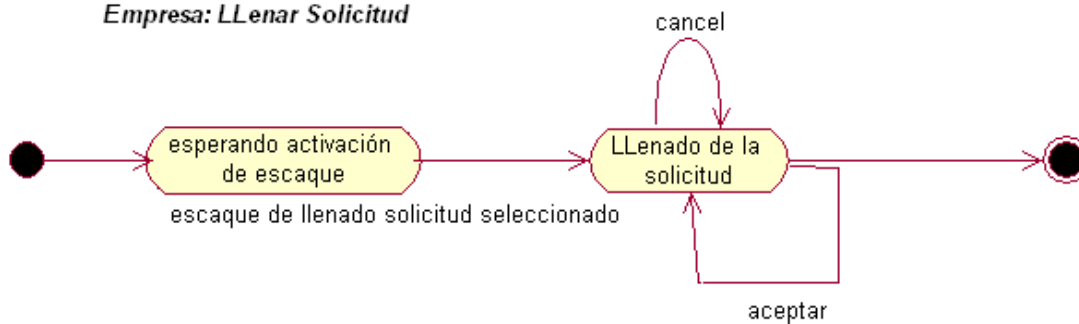 Empresa: LLenar Solicitud
cancel
esperando activación
de escaque
LLenado de la
solicitud
escaque de llenado solicitud seleccionado
aceptar